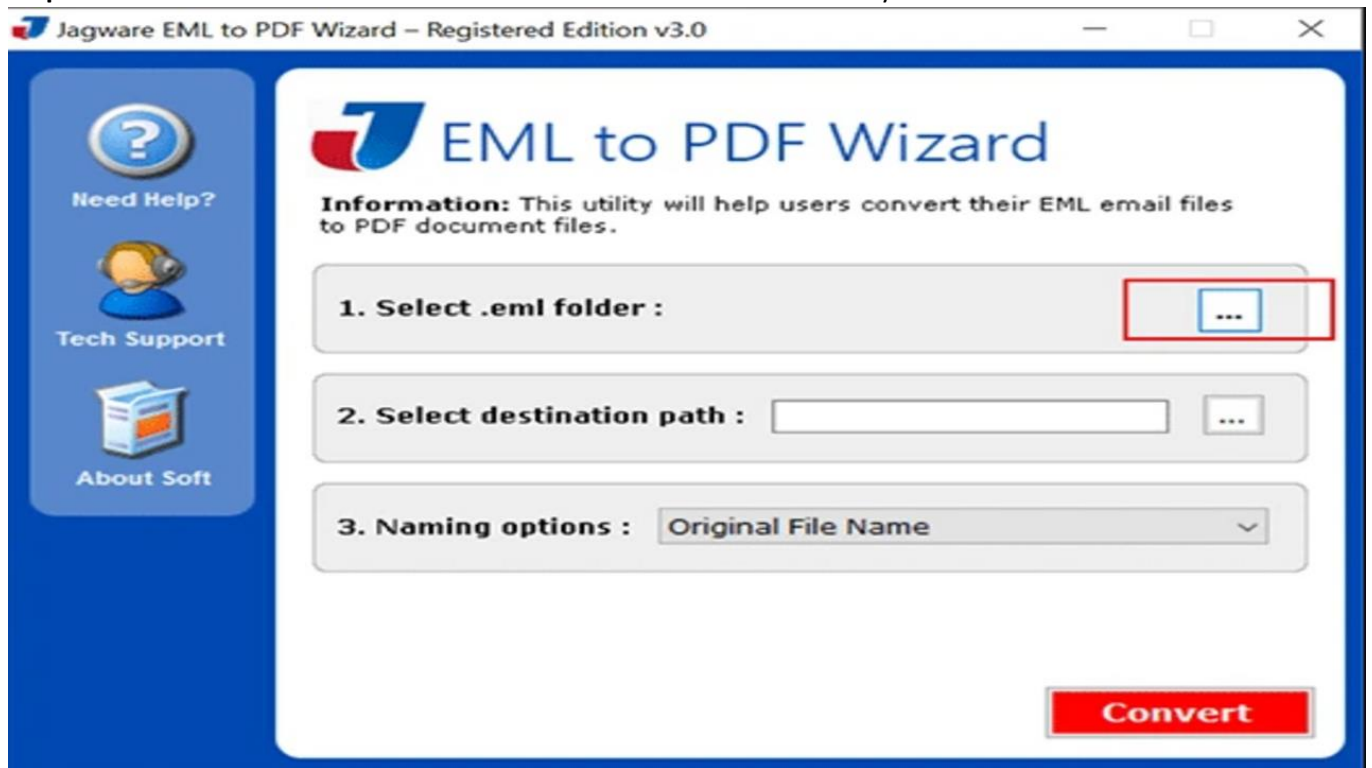 Jagware EML to PDF Wizard – Registered Edition v3.0
EML to PDF Wizard
Information: This utility will help users convert their EML email files
to PDF document files.
Need Help?
Tech Support
About Soft
1. Select .eml folder :
...
2. Select destination path :
...
3. Naming options :
Original File Name
Convert